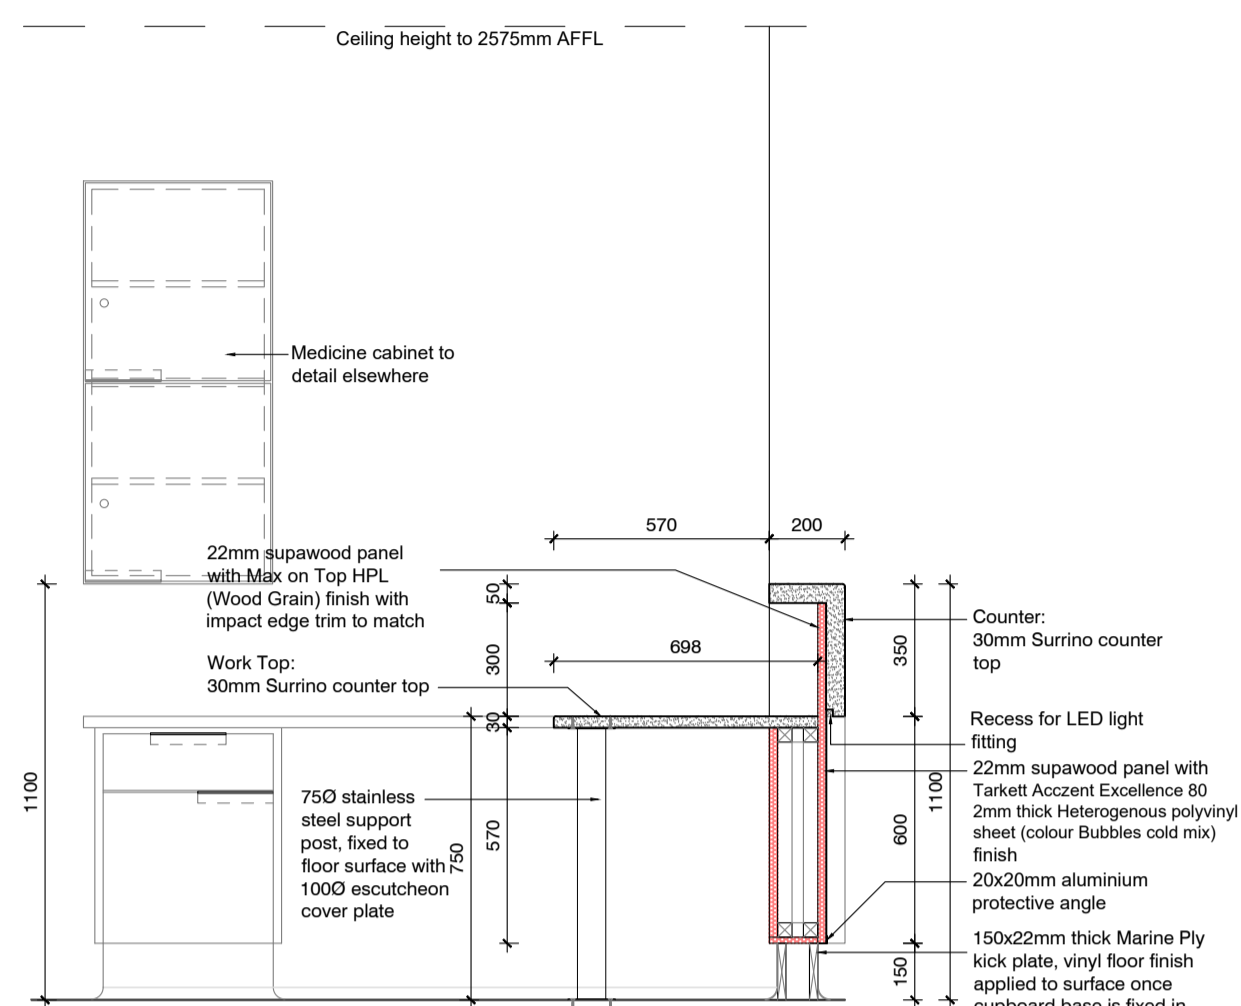 Ceiling height to 2575mm AFFL
Medicine cabinet to
detail elsewhere
570
200
22mm supawood panel
with Max on Top HPL
(Wood Grain) finish with
impact edge trim to match
50
300
698
Work Top:
30mm Surrino counter top
30
350
Counter:
30mm Surrino counter
top
Recess for LED light
fitting
22mm supawood panel with
Tarkett Acczent Excellence 80
2mm thick Heterogenous polyvinyl
sheet (colour Bubbles cold mix)
finish
1100
75Ø stainless
steel support
post, fixed to
floor surface with
100Ø escutcheon
cover plate
750
570
600
1100
20x20mm aluminium
protective angle
150
150x22mm thick Marine Ply
kick plate, vinyl floor finish
applied to surface once
cupboard base is fixed in